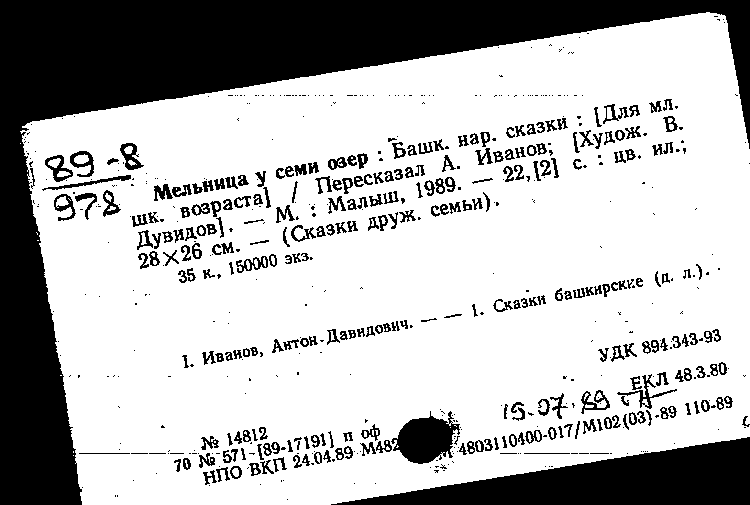 89-8
978
Мельница у семи озер : Башк. нар. сказки : [Для мл.
шк. возраста] / Пересказал А. Иванов; [Худож. В.
Дувидов]. — М. : Малыш, 1989. — 22,[2] с. : цв. ил.;
28×26 см. — (Сказки друж. семьи).
35 к., 150000 экз.
I. Иванов, Антон Давидович. — — 1. Сказки башкирские (д. л.).
УДК 894.343-93
ЕКЛ 48.3.80
15.07.89
№ 14812
70 № 571 [89-17191] п оф
НПО ВКП 24.04.89 М482 4803110400-017/М102(03)-89 110-89